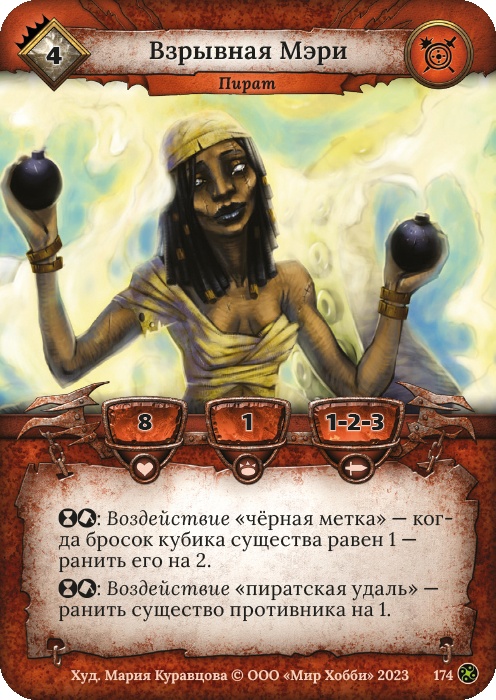 4
Взрывная Мэри
Пират
8
1
1-2-3
: Воздействие «чёрная метка» — ког-
да бросок кубика существа равен 1 —
ранить его на 2.
: Воздействие «пиратская удаль» —
ранить существо противника на 1.
Худ. Мария Куравцова © ООО «Мир Хобби» 2023
174